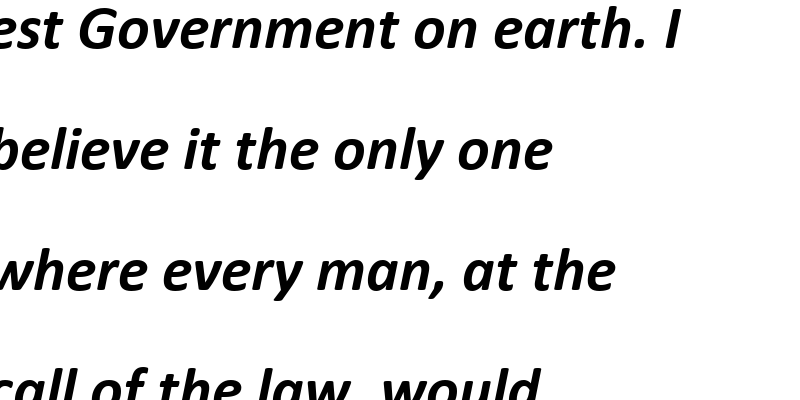 est Government on earth. I
believe it the only one
where every man, at the
call of the law, would